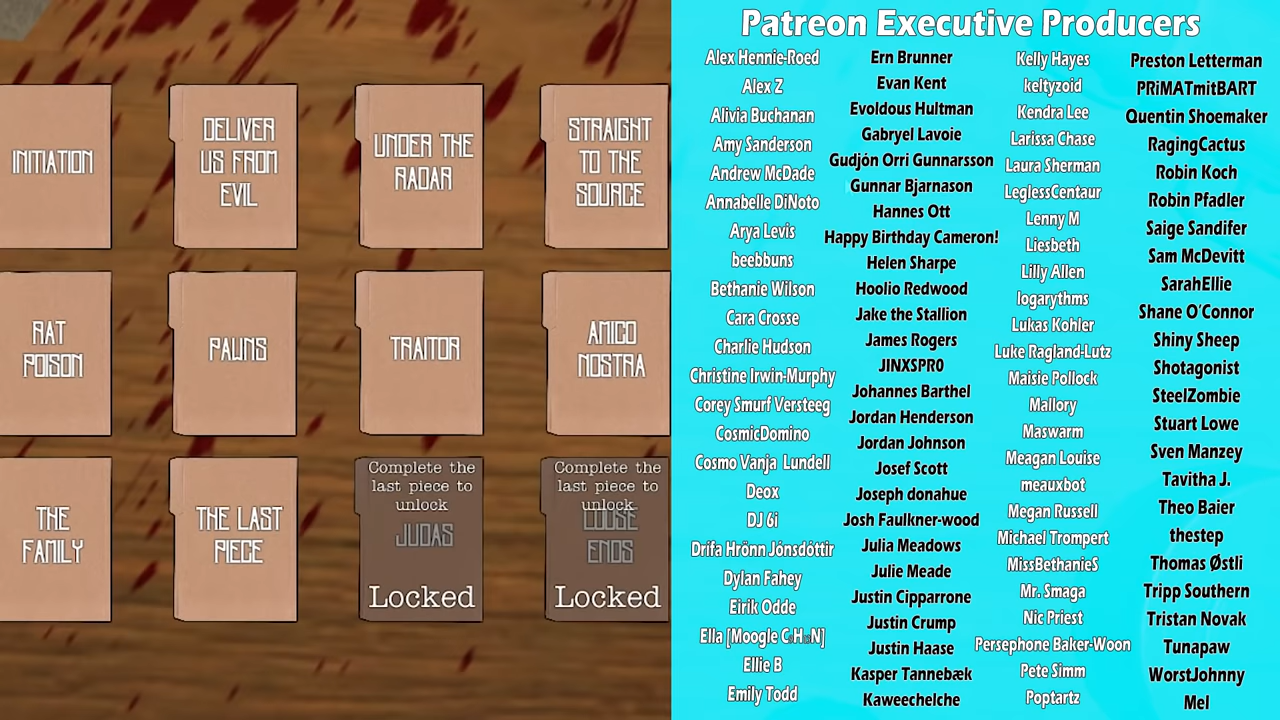 INITIATION
DELIVER
US FROM
EVIL
UNDER THE
RADAR
STRAIGHT
TO THE
SOURCE
RAT
POISON
PAWNS
TRAITOR
AMICO
NOSTRA
THE
FAMILY
THE LAST
PIECE
Complete the
last piece to
unlock
JUDAS
Locked
Complete the
last piece to
unlock
LOOSE
ENDS
Locked
Patreon Executive Producers
Alex Hennie-Roed
Alex Z
Alivia Buchanan
Amy Sanderson
Andrew McDade
Annabelle DiNoto
Arya Levis
beebbuns
Bethanie Wilson
Cara Crosse
Charlie Hudson
Christine Irwin-Murphy
Corey Smurf Versteeg
CosmicDomino
Cosmo Vanja Lundell
Deox
DJ 6i
Drifa Hrönn Jónsdóttir
Dylan Fahey
Eirik Odde
Ella [Moogle
Ellie B
Emily Todd
Ern Brunner
Evan Kent
Evoldous Hultman
Gabryel Lavoie
Gudjón Orri Gunnarsson
Gunnar Bjarnason
Hannes Ott
Happy Birthday Cameron!
Helen Sharpe
Hoolio Redwood
Jake the Stallion
James Rogers
JINXSPR0
Johannes Barthel
Jordan Henderson
Jordan Johnson
Josef Scott
Joseph donahue
Josh Faulkner-wood
Julia Meadows
Julie Meade
Justin Cipparrone
Justin Crump
Justin Haase
Kasper Tannebæk
Kaweechelche
Kelly Hayes
keltyzoid
Kendra Lee
Larissa Chase
Laura Sherman
LeglessCentaur
Lenny M
Liesbeth
Lilly Allen
logarythms
Lukas Kohler
Luke Ragland-Lutz
Maisie Pollock
Mallory
Maswarm
Meagan Louise
meauxbot
Megan Russell
Michael Trompert
MissBethanieS
Mr. Smaga
Nic Priest
Persephone Baker-Woon
Pete Simm
Poptartz
Preston Letterman
PRiMATmitBART
Quentin Shoemaker
RagingCactus
Robin Koch
Robin Pfadler
Saige Sandifer
Sam McDevitt
SarahEllie
Shane O'Connor
Shiny Sheep
Shotagonist
SteelZombie
Stuart Lowe
Sven Manzey
Tavitha J.
Theo Baier
thestep
Thomas Østli
Tripp Southern
Tristan Novak
Tunapaw
WorstJohnny
Mel